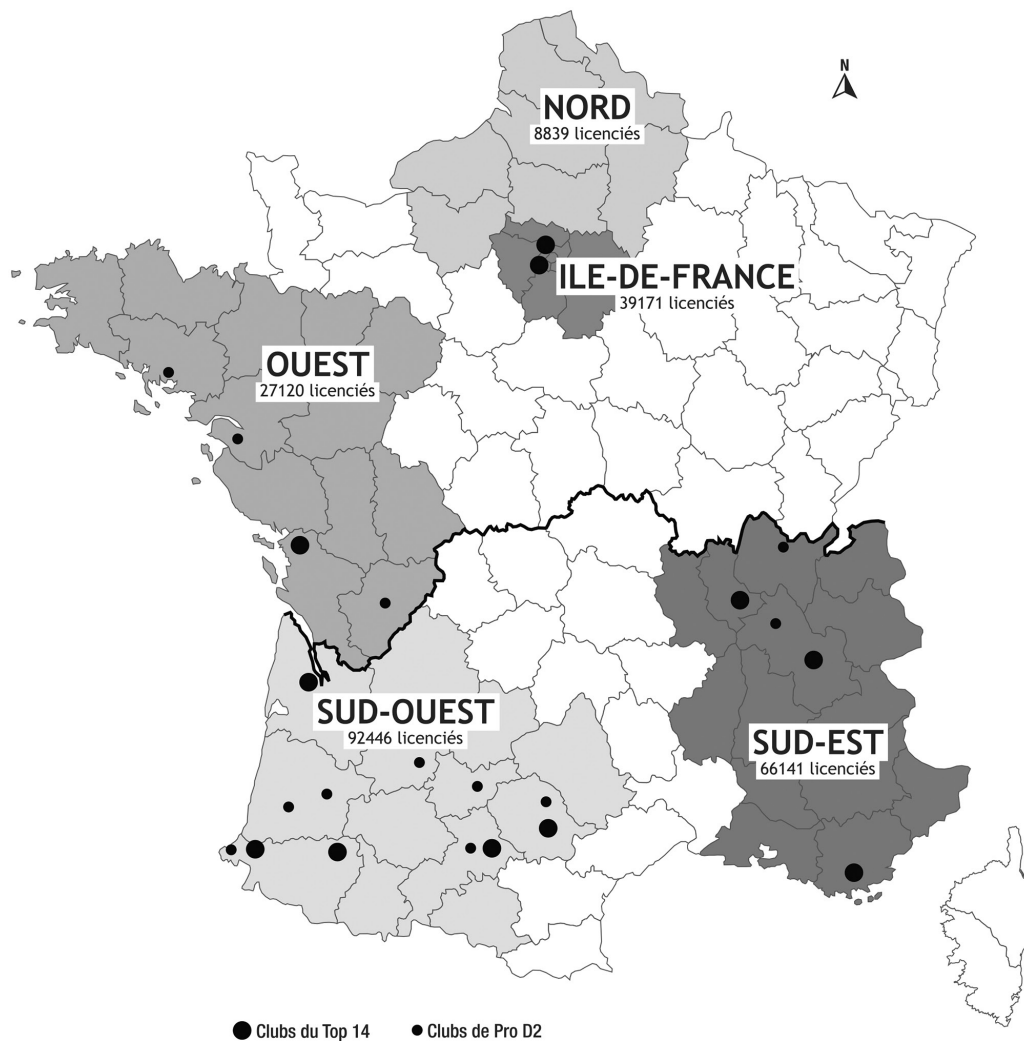 N
NORD
8839 licenciés
ILE-DE-FRANCE
39171 licenciés
OUEST
27120 licenciés
SUD-OUEST
92446 licenciés
SUD-EST
66141 licenciés
Clubs du Top 14
Clubs de Pro D2